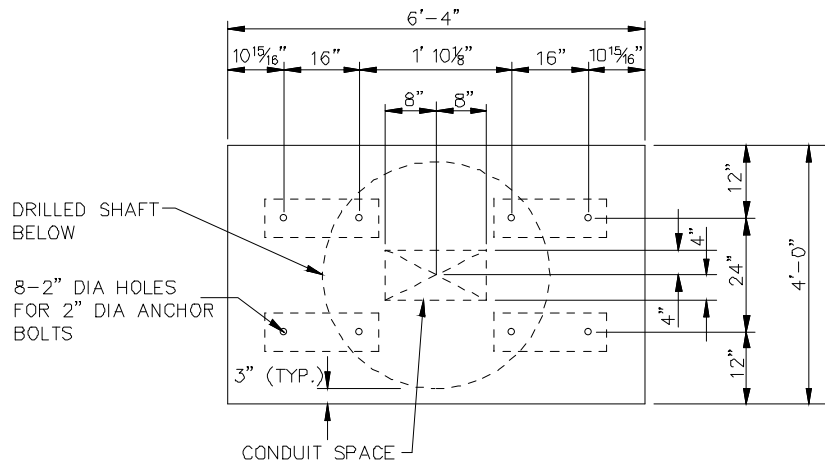 6'-4"
10 15/16"
16"
1' 10 1/8"
16"
10 15/16"
8"
8"
12"
DRILLED SHAFT
BELOW
4"
24"
4'-0"
8-2" DIA HOLES
FOR 2" DIA ANCHOR
BOLTS
4"
3" (TYP.)
12"
CONDUIT SPACE